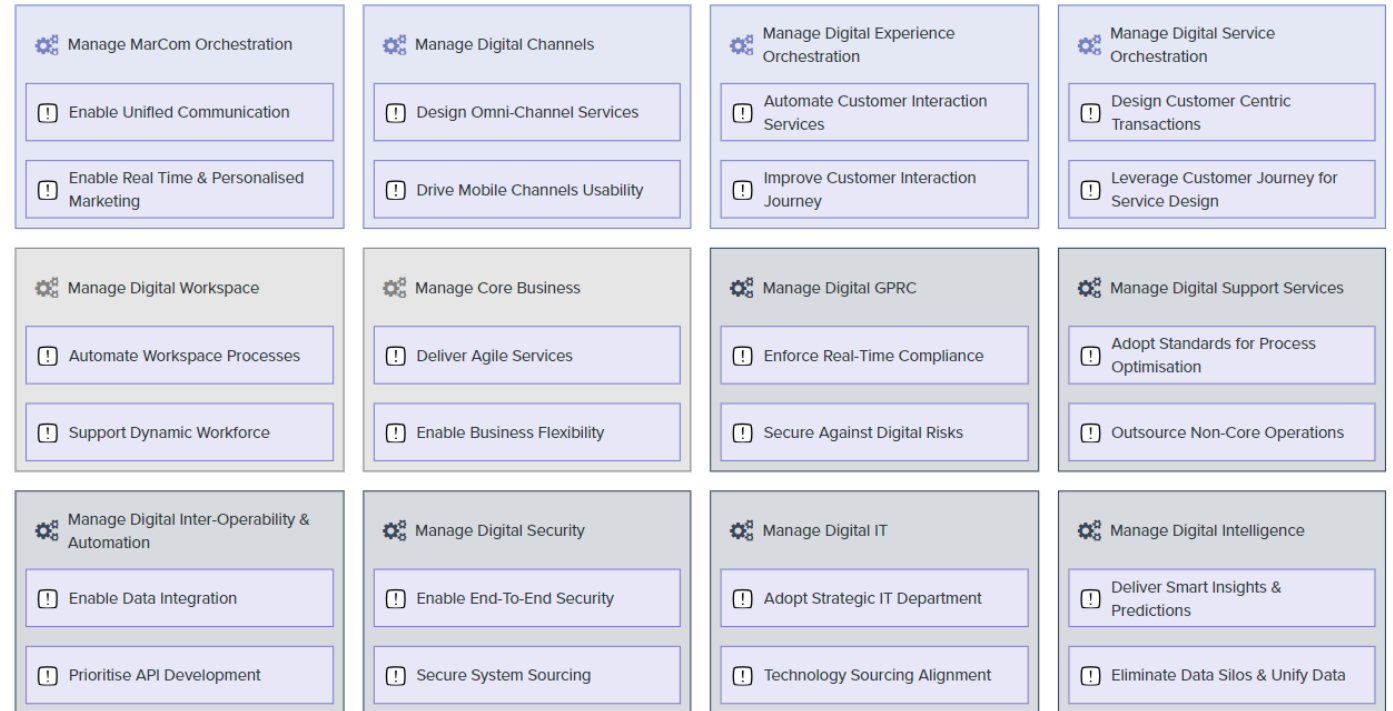 Manage MarCom Orchestration
Enable Unified Communication
Enable Real Time & Personalised
Marketing
Manage Digital Channels
Design Omni-Channel Services
Drive Mobile Channels Usability
Manage Digital Experience
Orchestration
Automate Customer Interaction
Services
Improve Customer Interaction
Journey
Manage Digital Service
Orchestration
Design Customer Centric
Transactions
Leverage Customer Journey for
Service Design
Manage Digital Workspace
Automate Workspace Processes
Support Dynamic Workforce
Manage Core Business
Deliver Agile Services
Enable Business Flexibility
Manage Digital GPRC
Enforce Real-Time Compliance
Secure Against Digital Risks
Manage Digital Support Services
Adopt Standards for Process
Optimisation
Outsource Non-Core Operations
Manage Digital Inter-Operability &
Automation
Enable Data Integration
Prioritise API Development
Manage Digital Security
Enable End-To-End Security
Secure System Sourcing
Manage Digital IT
Adopt Strategic IT Department
Technology Sourcing Alignment
Manage Digital Intelligence
Deliver Smart Insights &
Predictions
Eliminate Data Silos & Unify Data